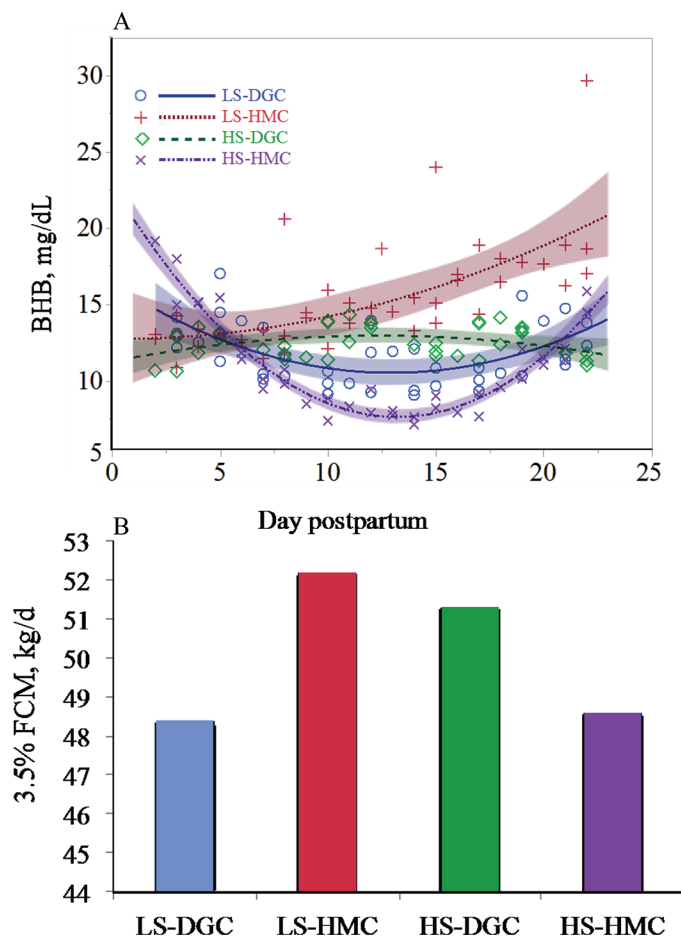 A
BHB, mg/dL
30
25
20
15
10
5
LS-DGC
LS-HMC
HS-DGC
HS-HMC
0 5 10 15 20 25
Day postpartum
B
3.5% FCM, kg/d
53
52
51
50
49
48
47
46
45
44
LS-DGC LS-HMC HS-DGC HS-HMC